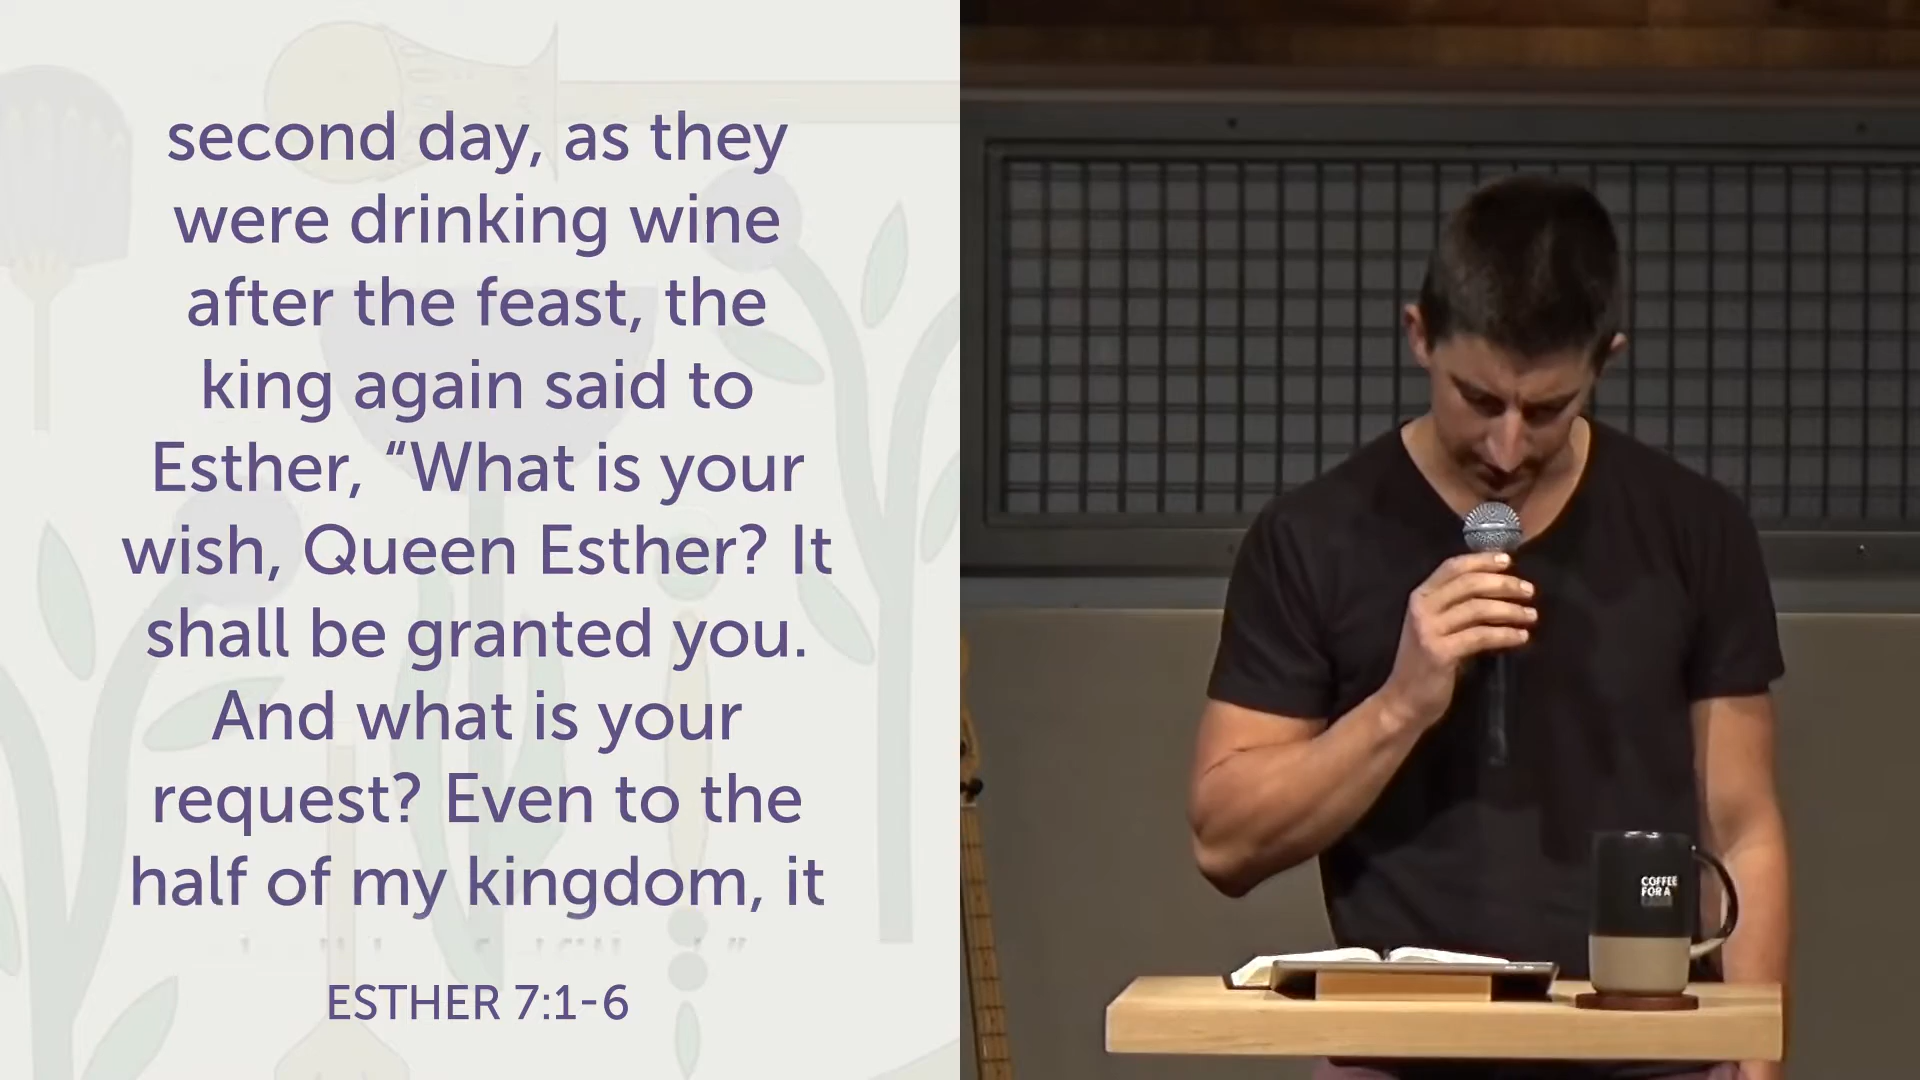 second day, as they
were drinking wine
after the feast, the
king again said to
Esther, “What is your
wish, Queen Esther? It
shall be granted you.
And what is your
request? Even to the
half of my kingdom, it
ESTHER 7:1-6
COFFEE
FOR A